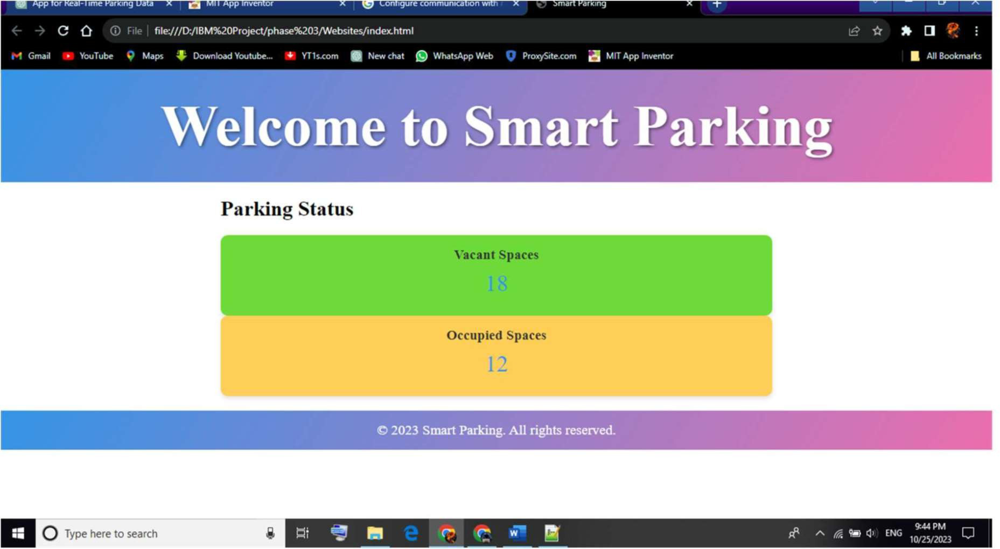 App for Real-Time Parking Data
MIT App Inventor
Configure communication with
Smart Parking
File
file:///D:/IBM%20Project/phase%203/Websites/index.html
Gmail
YouTube
Maps
Download Youtube...
YT1s.com
New chat
WhatsApp Web
ProxySite.com
MIT App Inventor
All Bookmarks
Welcome to Smart Parking
Parking Status
Vacant Spaces
18
Occupied Spaces
12
© 2023 Smart Parking. All rights reserved.
Type here to search
ENG
9:44 PM
10/25/2023